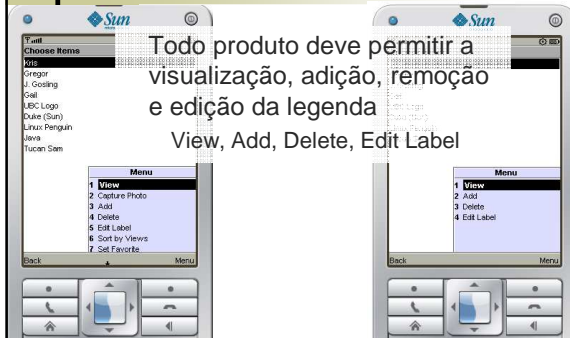 Sun
Choose Items
Kris
Gregor
J. Gosling
Gail
UBC Logo
Duke (Sun)
Linux Penguin
Java
Tucan Sam
Menu
1 View
2 Capture Photo
3 Add
4 Delete
5 Edit Label
6 Sort by Views
7 Set Favorite
Back
Menu
Todo produto deve permitir a
visualização, adição, remoção
e edição da legenda
View, Add, Delete, Edit Label
Sun
Menu
1 View
2 Add
3 Delete
4 Edit Label
Back
Menu